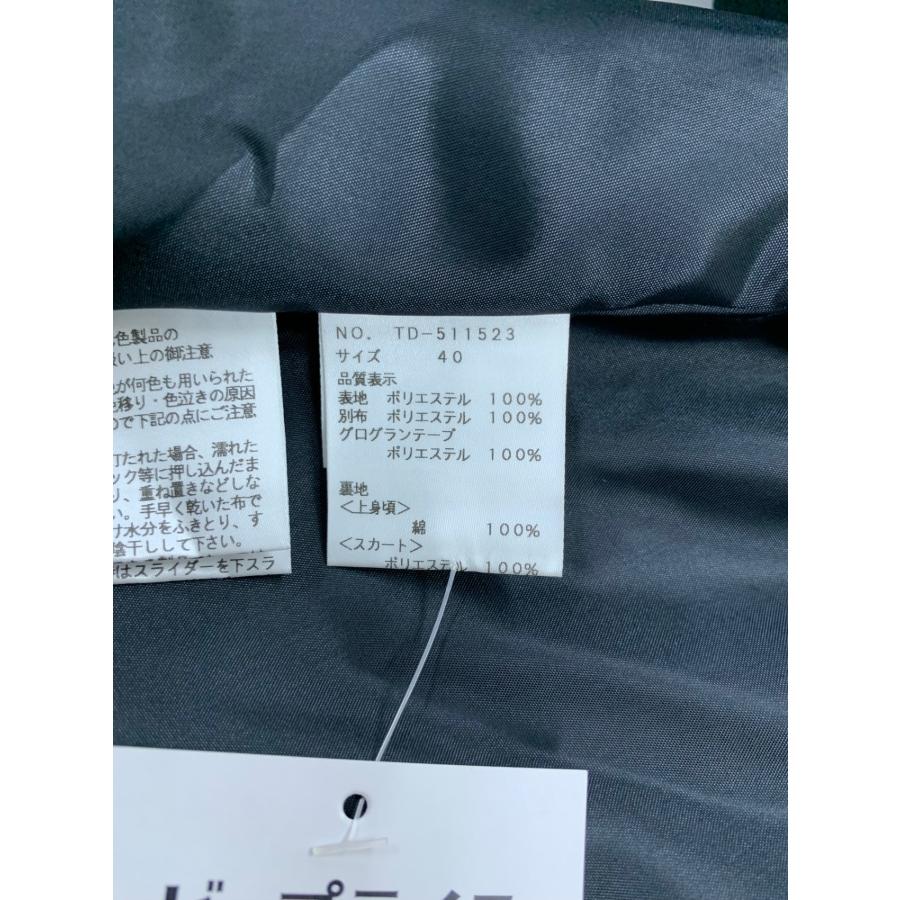 色製品の
扱い上の御注意
が何色も用いられた
色移り・色泣きの原因
ので下記の点にご注意
打たれた場合、濡れた
ック等に押し込んだま
り、重ね置きなどしな
い。手早く乾いた布で
け水分をふきとり、す
陰干しして下さい。
はスライダーを下スラ
NO. TD-511523
サイズ 40
品質表示
表地 ポリエステル 100%
別布 ポリエステル 100%
グログランテープ
ポリエステル 100%
裏地
<上身頃>
綿 100%
<スカート>
ポリエステル 100%